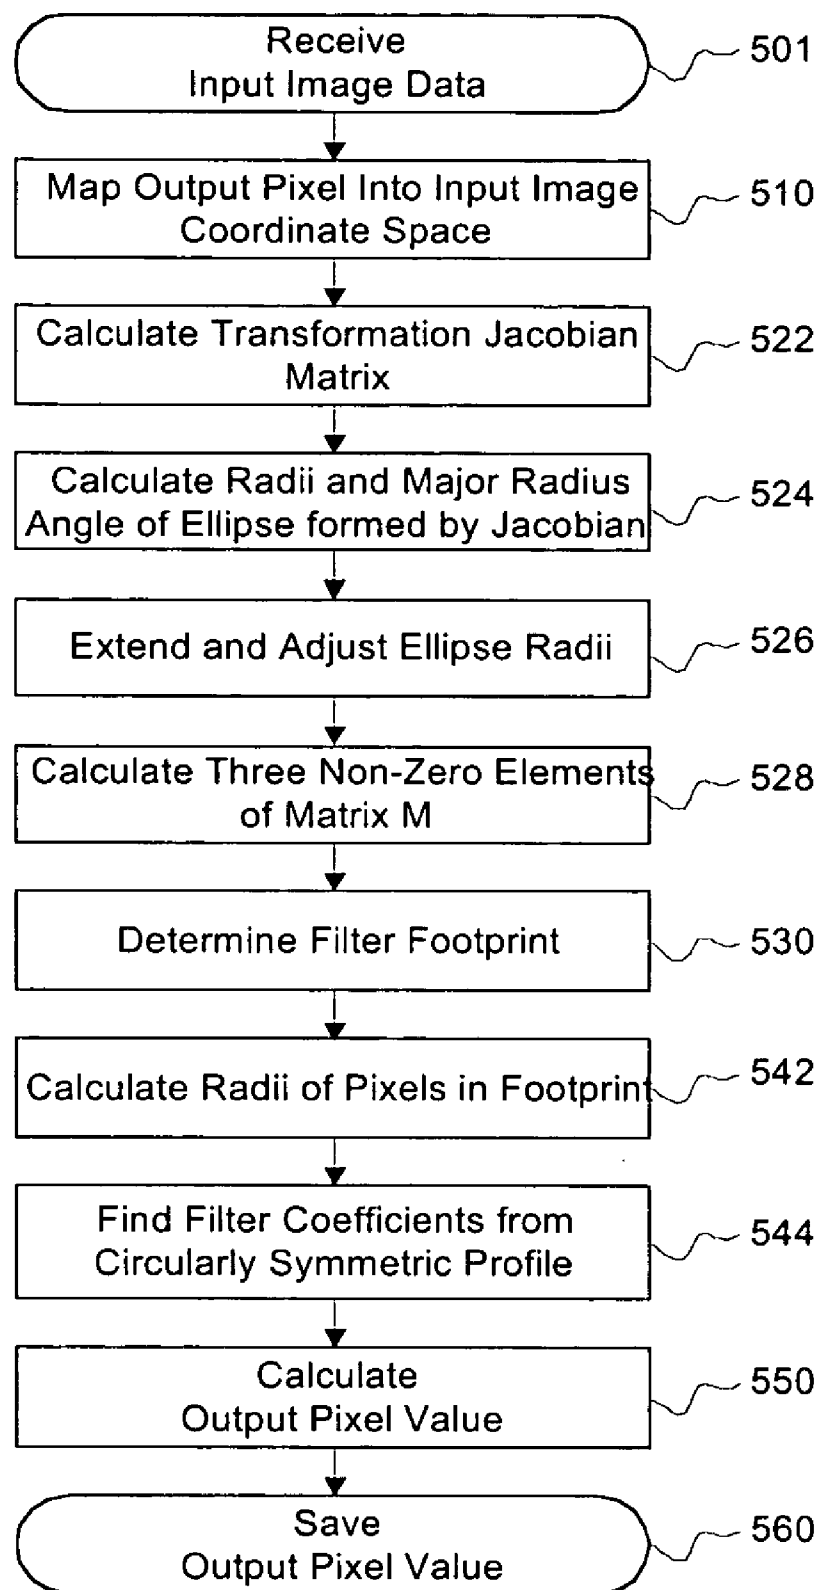 Receive
Input Image Data
501
Map Output Pixel Into Input Image
Coordinate Space
510
Calculate Transformation Jacobian
Matrix
522
Calculate Radii and Major Radius
Angle of Ellipse formed by Jacobian
524
Extend and Adjust Ellipse Radii
526
Calculate Three Non-Zero Elements
of Matrix M
528
Determine Filter Footprint
530
Calculate Radii of Pixels in Footprint
542
Find Filter Coefficients from
Circularly Symmetric Profile
544
Calculate
Output Pixel Value
550
Save
Output Pixel Value
560